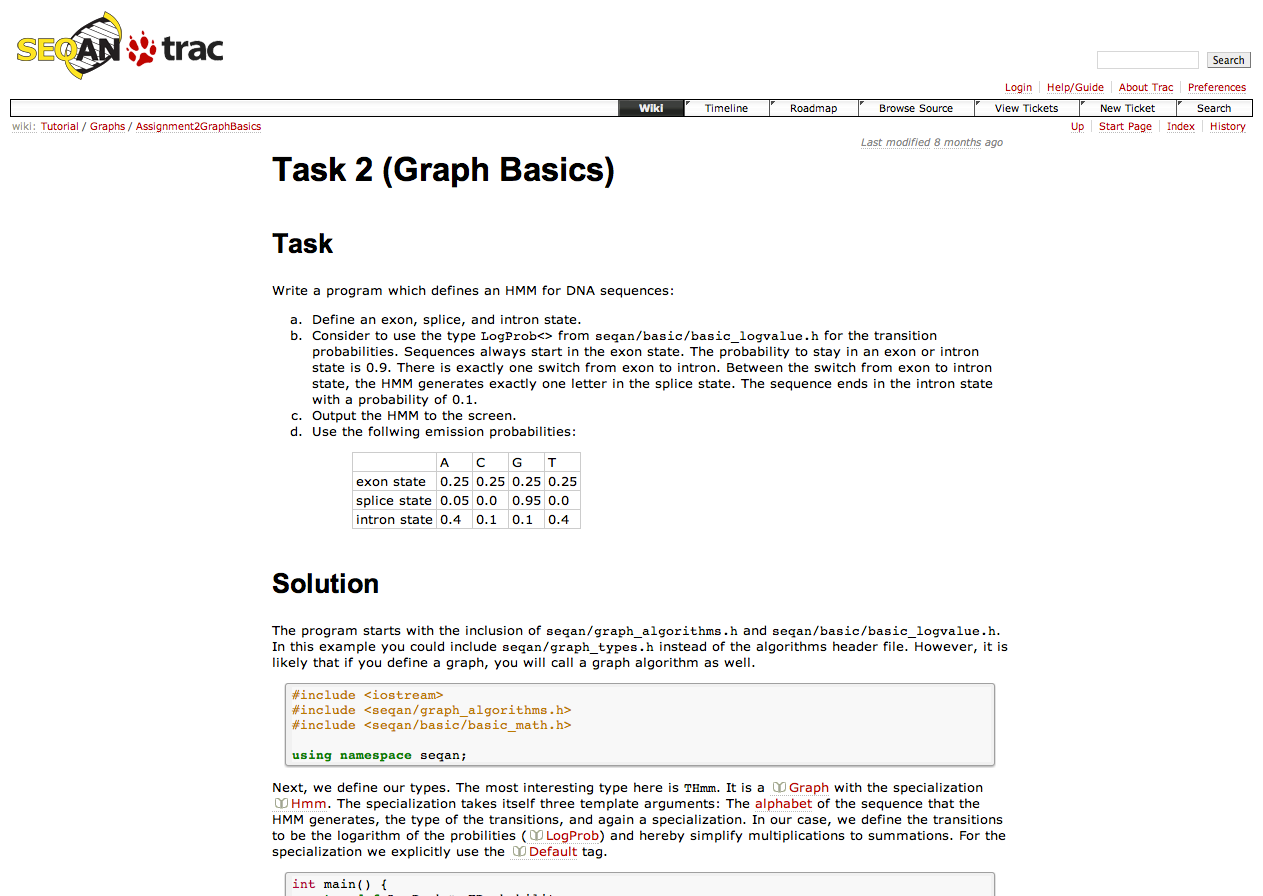 SEQAN trac
Search
Login Help/Guide About Trac Preferences
Wiki Timeline Roadmap Browse Source View Tickets New Ticket Search
wiki: Tutorial / Graphs / Assignment2GraphBasics
Up Start Page Index History
Last modified 8 months ago
Task 2 (Graph Basics)
Task
Write a program which defines an HMM for DNA sequences:
a. Define an exon, splice, and intron state.
b. Consider to use the type LogProb<> from seqan/basic/basic_logvalue.h for the transition
probabilities. Sequences always start in the exon state. The probability to stay in an exon or intron
state is 0.9. There is exactly one switch from exon to intron. Between the switch from exon to intron
state, the HMM generates exactly one letter in the splice state. The sequence ends in the intron state
with a probability of 0.1.
c. Output the HMM to the screen.
d. Use the follwing emission probabilities:
A C G T
exon state 0.25 0.25 0.25 0.25
splice state 0.05 0.0 0.95 0.0
intron state 0.4 0.1 0.1 0.4
Solution
The program starts with the inclusion of seqan/graph_algorithms.h and seqan/basic/basic_logvalue.h.
In this example you could include seqan/graph_types.h instead of the algorithms header file. However, it is
likely that if you define a graph, you will call a graph algorithm as well.
#include <iostream>
#include <seqan/graph_algorithms.h>
#include <seqan/basic/basic_math.h>
using namespace seqan;
Next, we define our types. The most interesting type here is THmm. It is a Graph with the specialization
Hmm. The specialization takes itself three template arguments: The alphabet of the sequence that the
HMM generates, the type of the transitions, and again a specialization. In our case, we define the transitions
to be the logarithm of the probilities (LogProb) and hereby simplify multiplications to summations. For the
specialization we explicitly use the Default tag.
int main() {